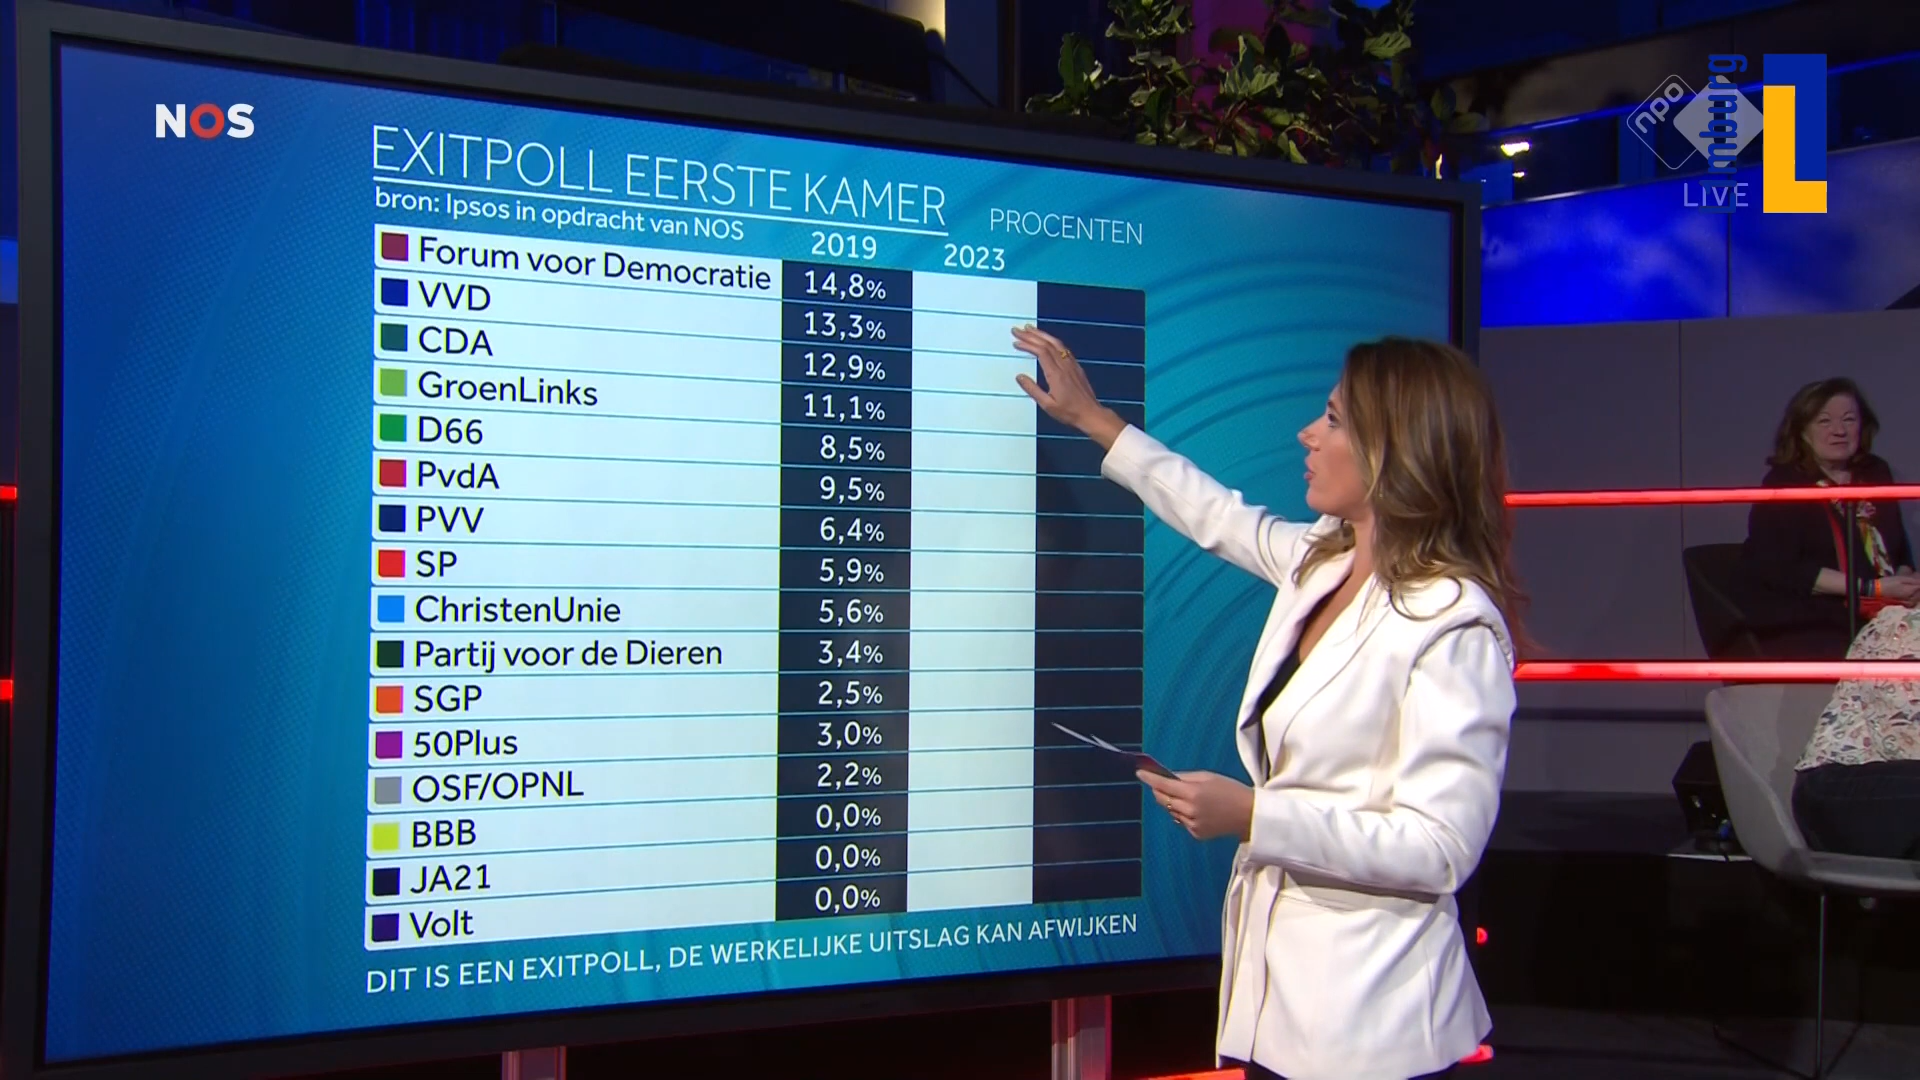 NOS
EXITPOLL EERSTE KAMER
bron: Ipsos in opdracht van NOS
PROCENTEN
2019 2023
Forum voor Democratie 14,8%
VVD 13,3%
CDA 12,9%
GroenLinks 11,1%
D66 8,5%
PvdA 9,5%
PVV 6,4%
SP 5,9%
ChristenUnie 5,6%
Partij voor de Dieren 3,4%
SGP 2,5%
50Plus 3,0%
OSF/OPNL 2,2%
BBB 0,0%
JA21 0,0%
Volt 0,0%
DIT IS EEN EXITPOLL, DE WERKELIJKE UITSLAG KAN AFWIJKEN
npo
Limburg
L
LIVE